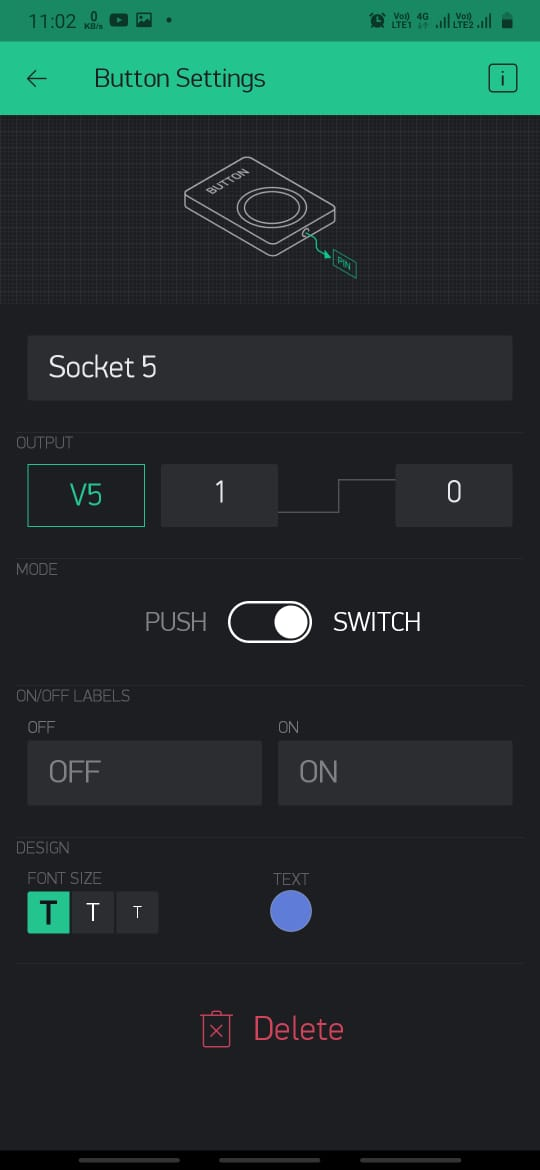 11:02 0 KB/s Vo)) LTE1 4G Vo)) LTE2
Button Settings
BUTTON
PIN
Socket 5
OUTPUT
V5 1 0
MODE
PUSH SWITCH
ON/OFF LABELS
OFF ON
OFF ON
DESIGN
FONT SIZE TEXT
T T T
Delete